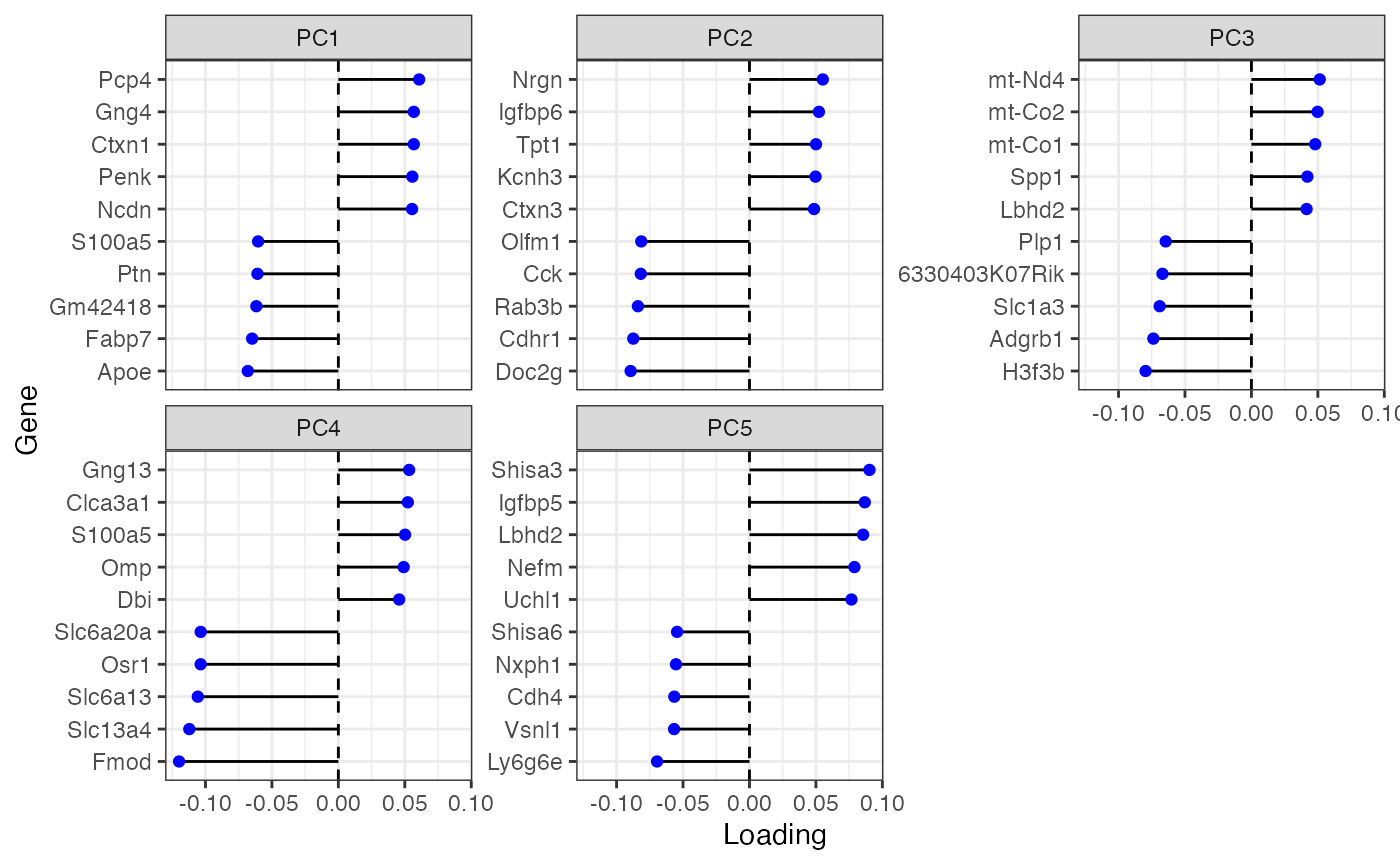 PC1
Pcp4
Gng4
Ctxn1
Penk
Ncdn
S100a5
Ptn
Gm42418
Fabp7
Apoe
PC2
Nrgn
Igfbp6
Tpt1
Kcnh3
Ctxn3
Olfm1
Cck
Rab3b
Cdhr1
Doc2g
PC3
mt-Nd4
mt-Co2
mt-Co1
Spp1
Lbhd2
Plp1
6330403K07Rik
Slc1a3
Adgrb1
H3f3b
-0.10 -0.05 0.00 0.05 0.10
PC4
Gng13
Clca3a1
S100a5
Omp
Dbi
Slc6a20a
Osr1
Slc6a13
Slc13a4
Fmod
-0.10 -0.05 0.00 0.05 0.10
PC5
Shisa3
Igfbp5
Lbhd2
Nefm
Uchl1
Shisa6
Nxph1
Cdh4
Vsnl1
Ly6g6e
-0.10 -0.05 0.00 0.05 0.10
Gene
Loading